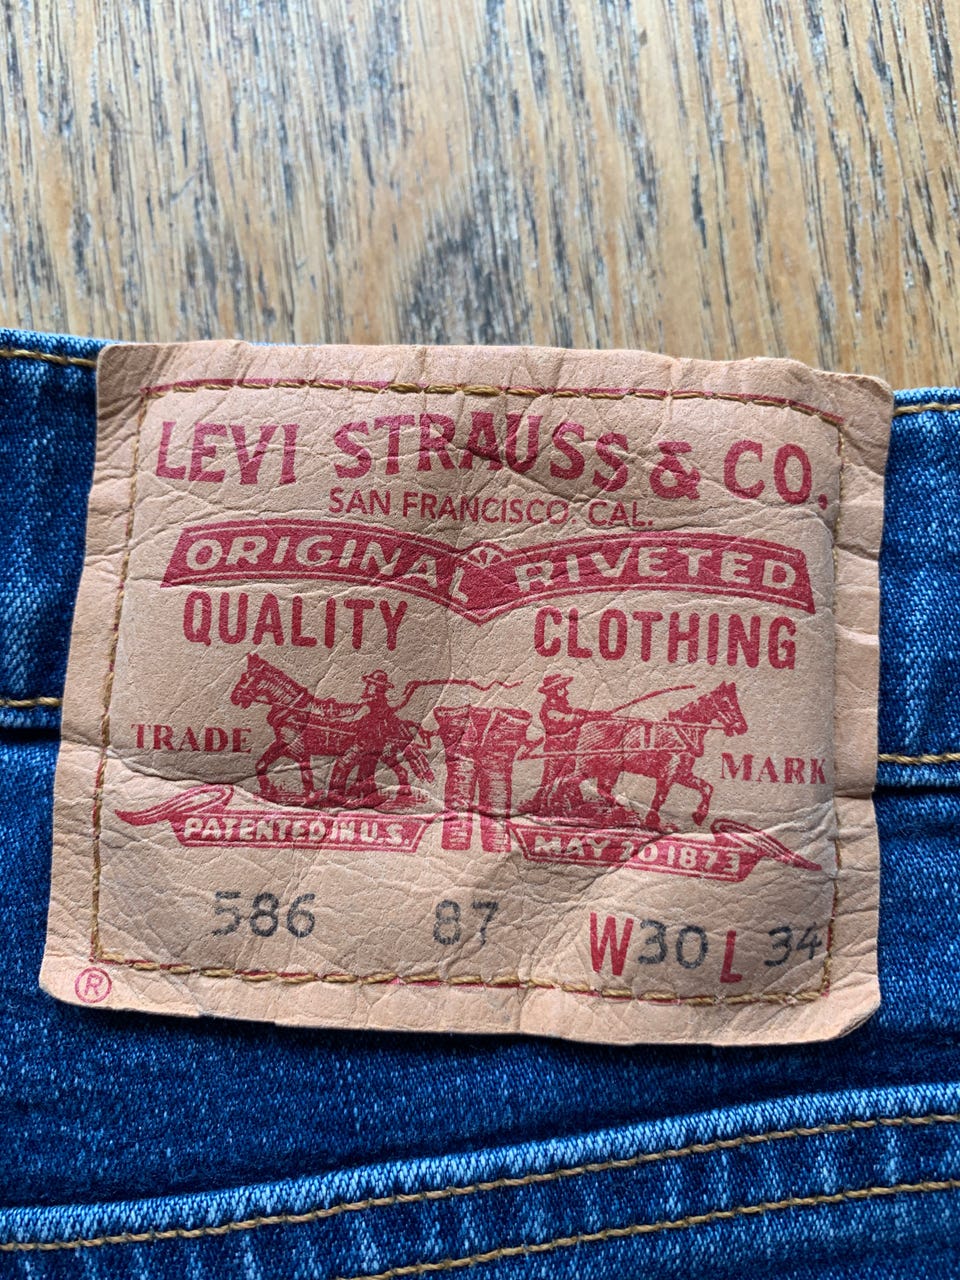 LEVI STRAUSS & CO.
SAN FRANCISCO, CAL.
ORIGINAL RIVETED
QUALITY CLOTHING
TRADE MARK
PATENTED IN U.S. MAY 20 1873
586 87 W30 L 34
®